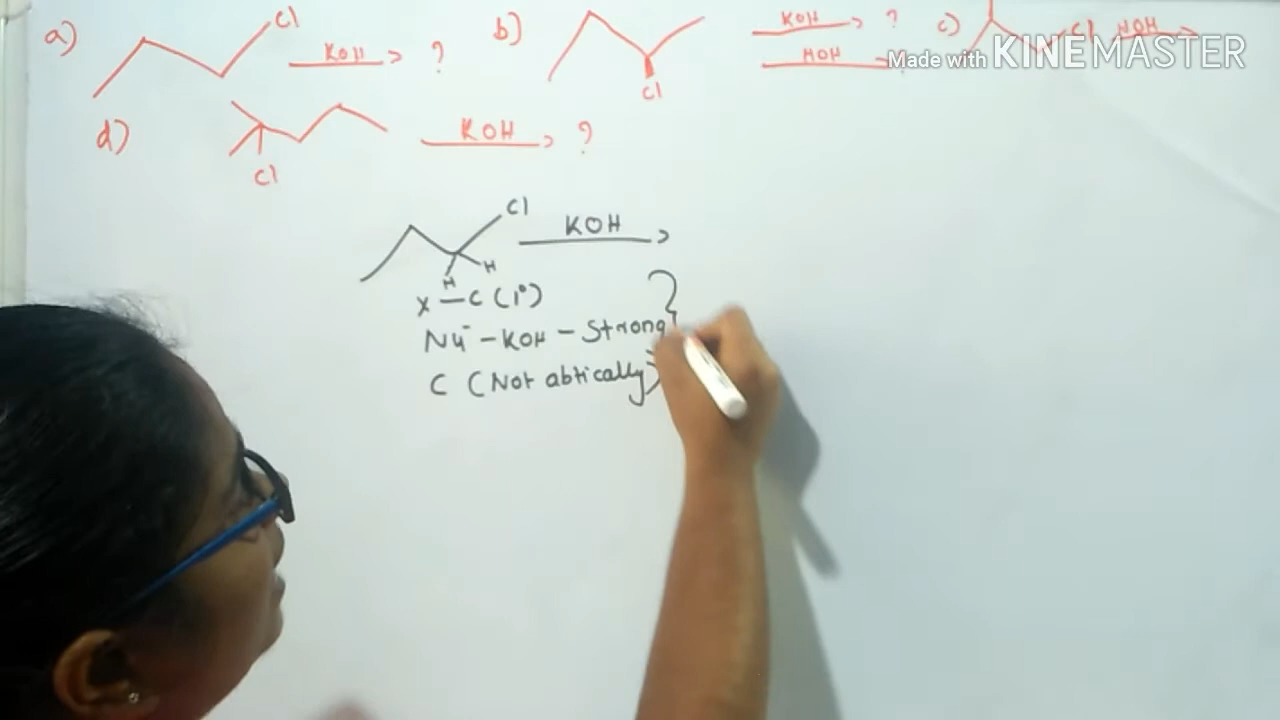 a) Cl KOH ? b) Cl KOH ? HOH c) Cl HOH
Made with KINEMASTER
d) Cl KOH ?
Cl KOH
H H
X - C (1°)
Nu⁻ - KOH - Strong
C (Not abtically)